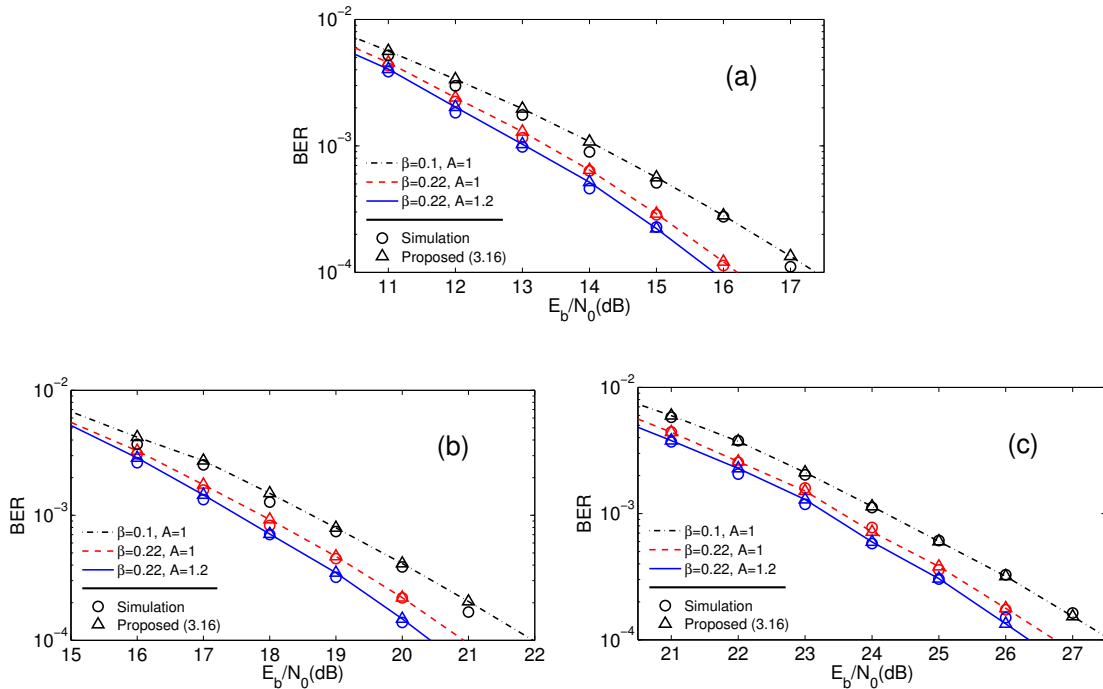 10^-2
(a)
BER
10^-3
β=0.1, A=1
β=0.22, A=1
β=0.22, A=1.2
Simulation
Proposed (3.16)
10^-4
11 12 13 14 15 16 17
E_b/N_0(dB)
10^-2
(b)
BER
10^-3
β=0.1, A=1
β=0.22, A=1
β=0.22, A=1.2
Simulation
Proposed (3.16)
10^-4
15 16 17 18 19 20 21 22
E_b/N_0(dB)
10^-2
(c)
BER
10^-3
β=0.1, A=1
β=0.22, A=1
β=0.22, A=1.2
Simulation
Proposed (3.16)
10^-4
21 22 23 24 25 26 27
E_b/N_0(dB)